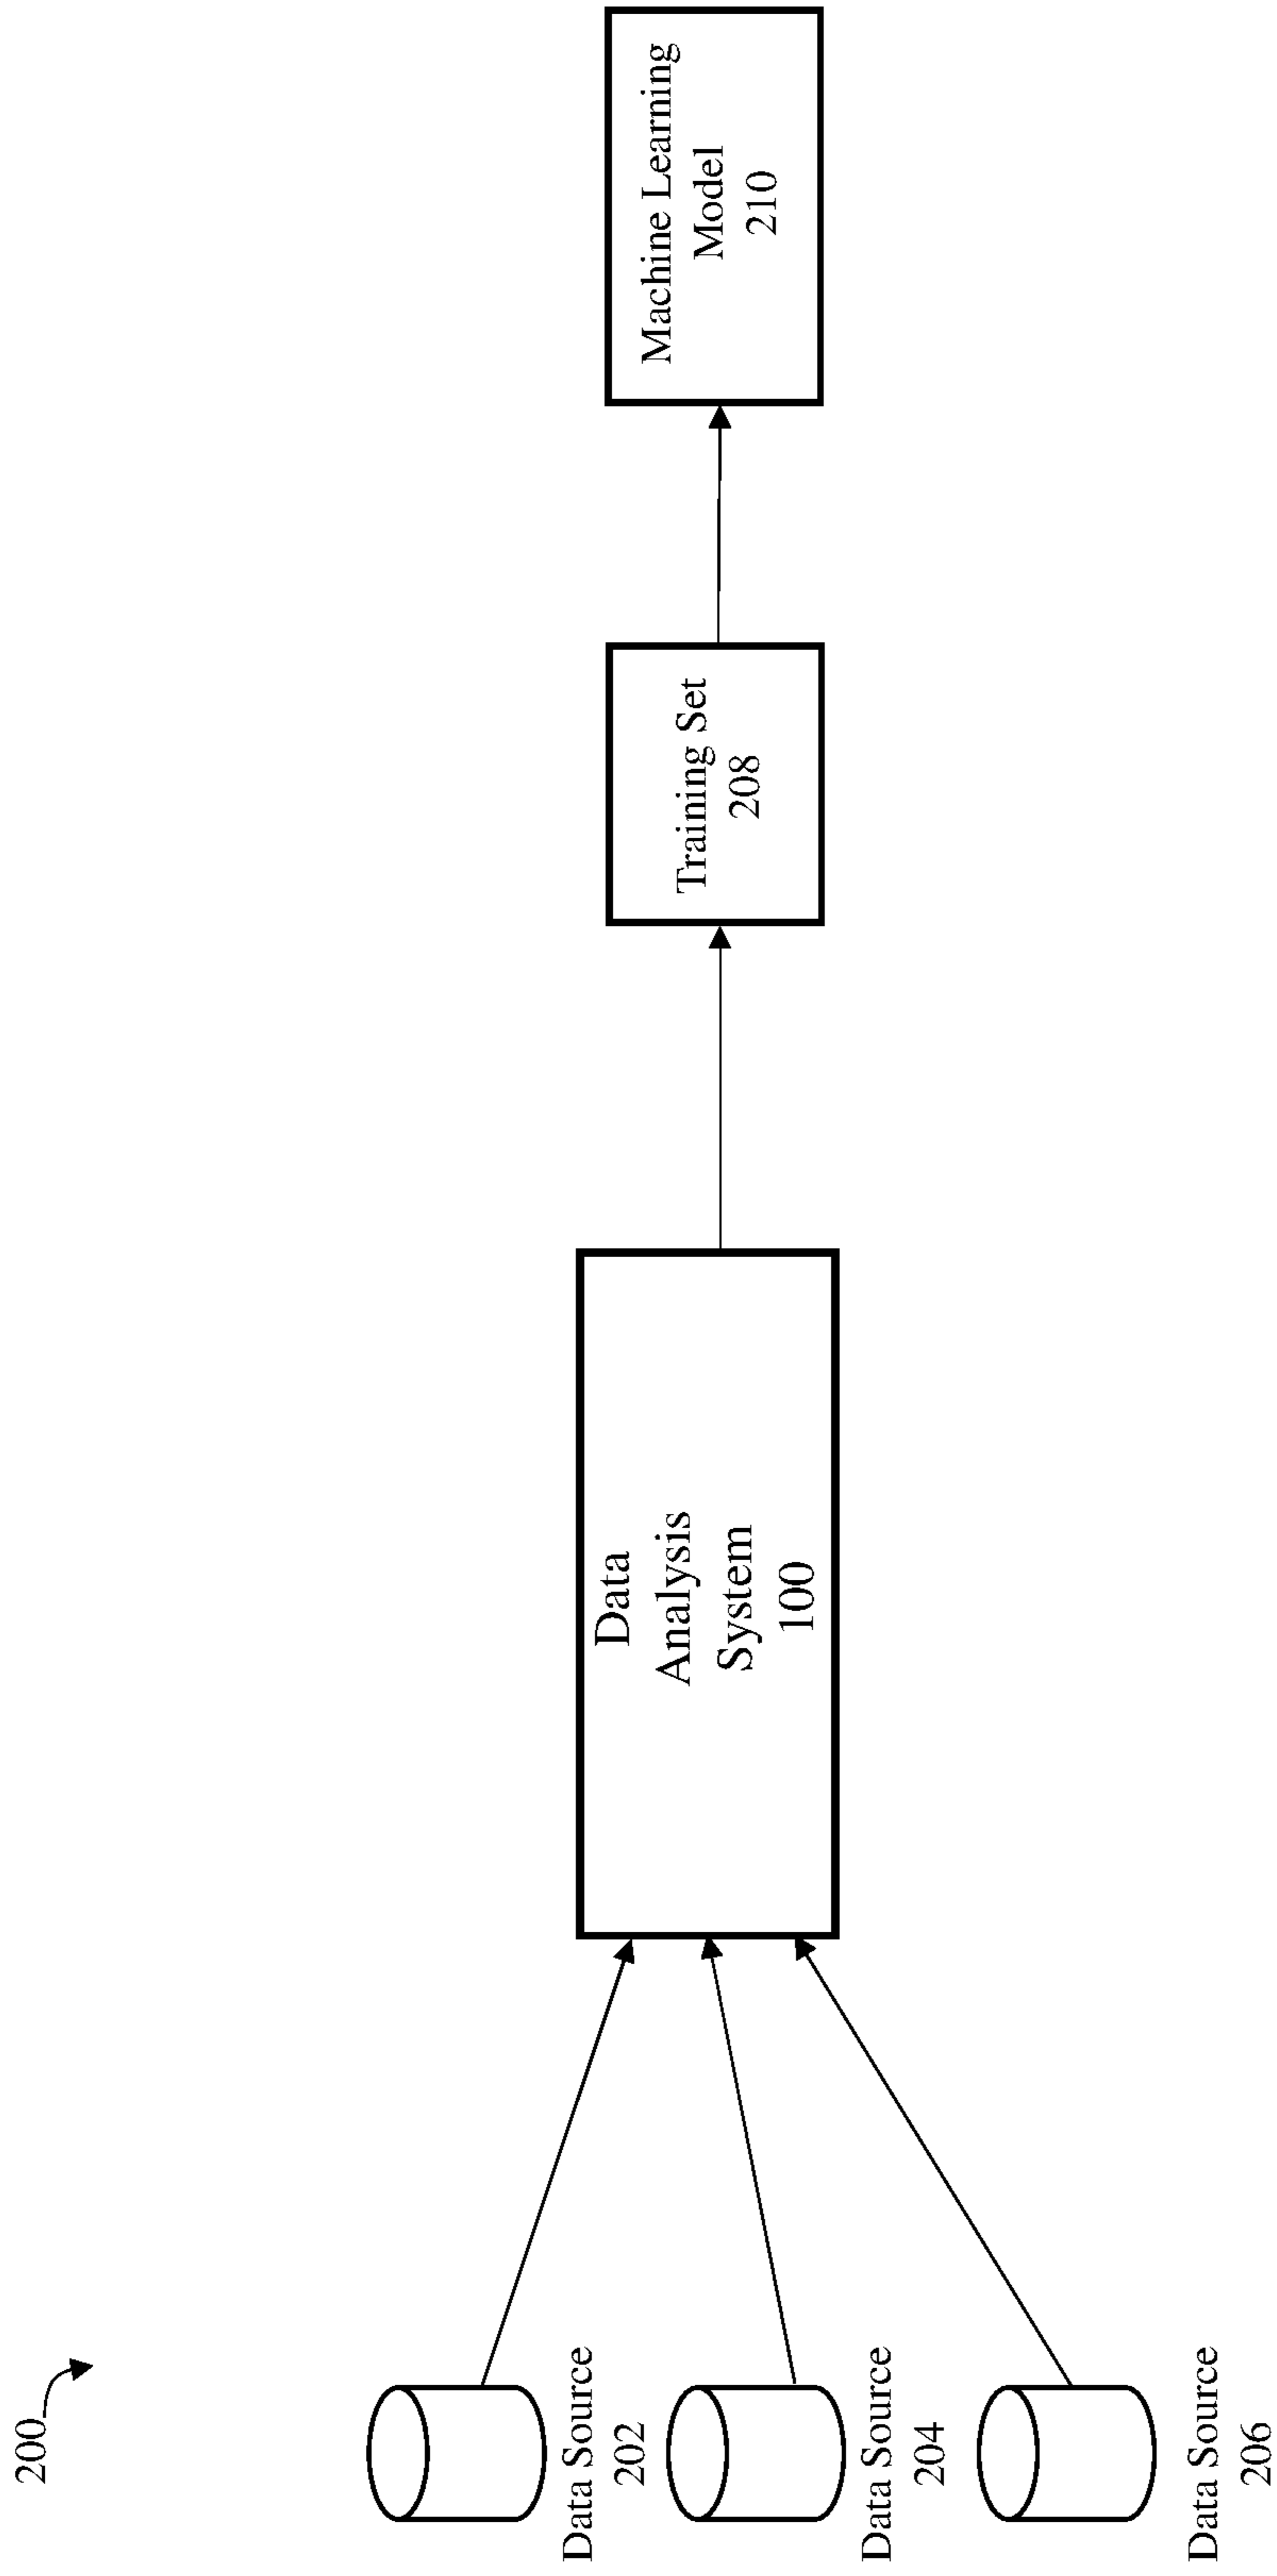 200
Data Source
202
Data Source
204
Data Source
206
Data
Analysis
System
100
Training Set
208
Machine Learning
Model
210